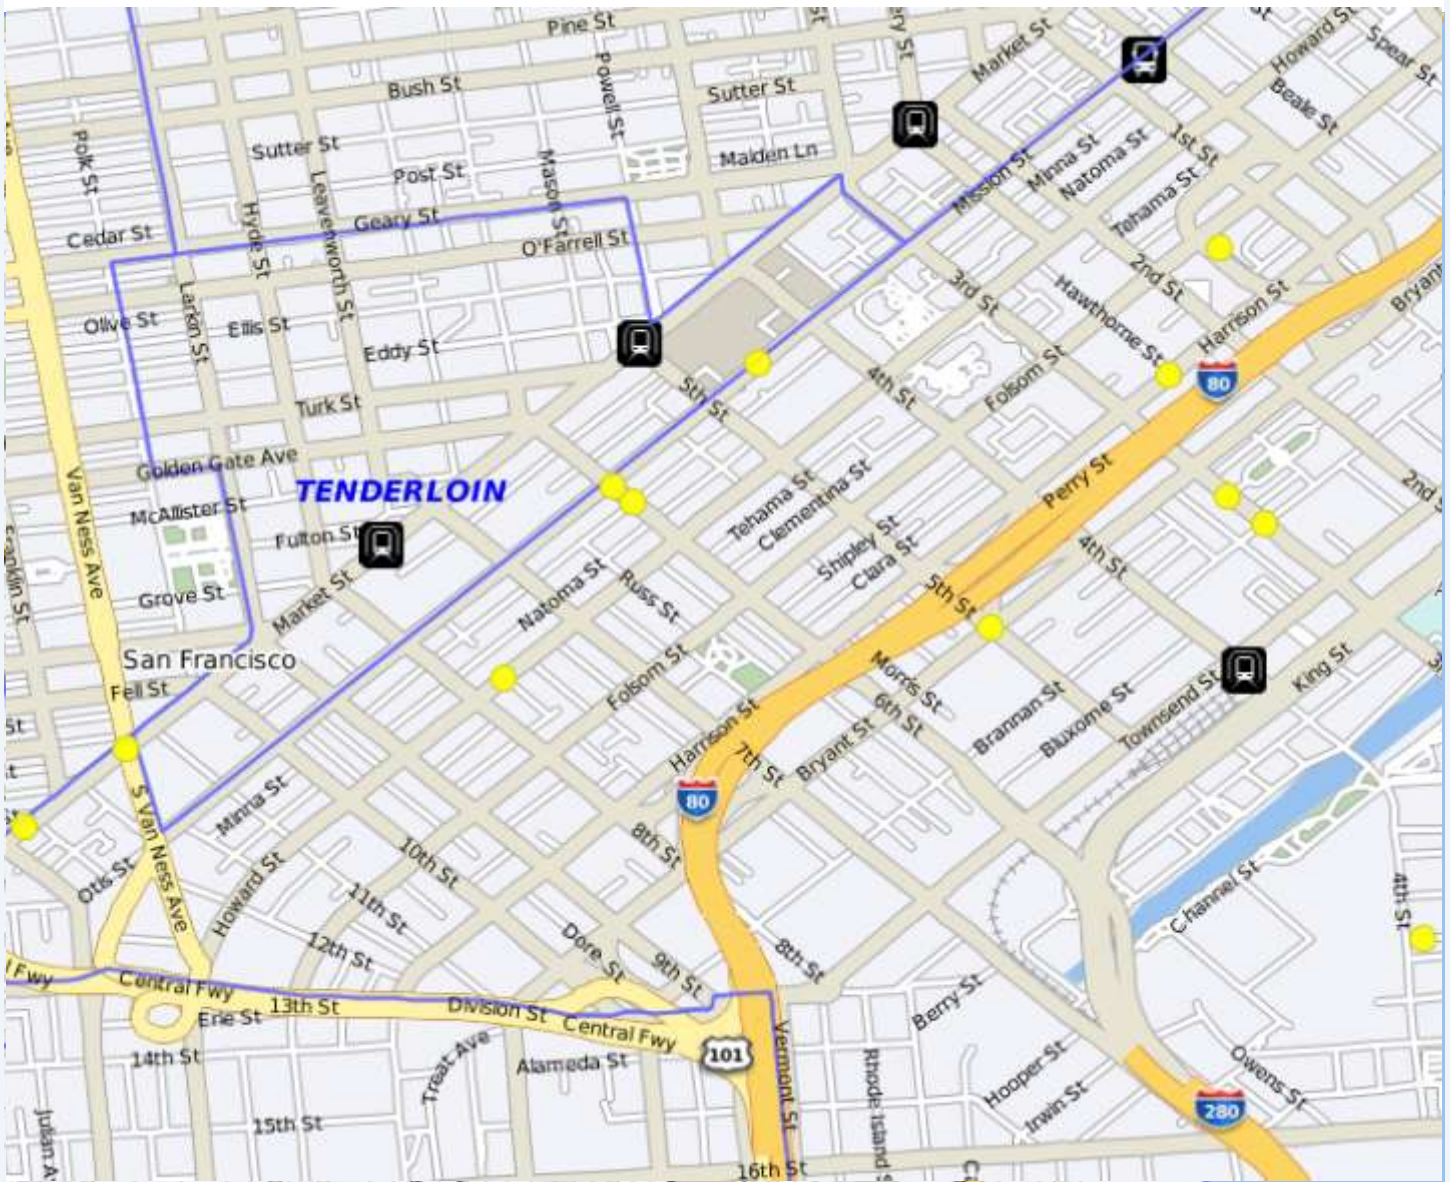 Pine St
Powell St
Market St
Howard St
Spear St
Bush St
Sutter St
Beale St
Polk St
Sutter St
Post St
Mason St
Maiden Ln
Mission St
Minna St
Natoma St
1st St
Tehama St
Leavenworth St
Hyde St
Geary St
Cedar St
O'Farrell St
2nd St
3rd St
Hawthorne St
Harrison St
Bryant
Larkin St
Olive St
Ellis St
Eddy St
4th St
Folsom St
80
5th St
Turk St
Golden Gate Ave
Van Ness Ave
TENDERLOIN
McAllister St
Fulton St
Tehama St
Clementina St
Perry St
2nd S
Shipley St
Clara St
4th St
Franklin St
Grove St
Market St
Natoma St
Russ St
5th St
San Francisco
Fell St
St
Folsom St
Morris St
6th St
Brannan St
Bluxome St
Townsend St
King St
Harrison St
7th St
Bryant St
80
S Van Ness Ave
Minna St
8th St
Otis St
Howard St
10th St
11th St
12th St
Dore St
9th St
8th St
Channel St
4th St
l Fwy
Central Fwy
13th St
Erie St
Division St
Central Fwy
Berry St
14th St
Treat Ave
Alameda St
101
Vermont St
Rhode Island S
Hooper St
Irwin St
Owens St
280
Julian Av
15th St
16th St